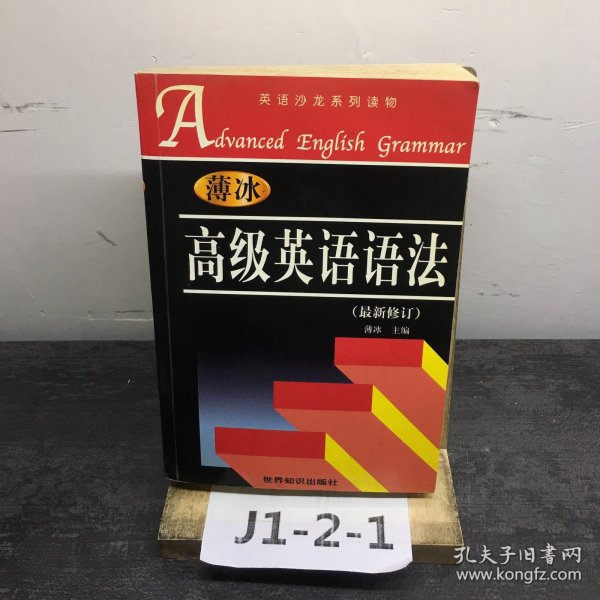 英语沙龙系列读物
Advanced English Grammar
薄冰
高级英语语法
(最新修订)
薄冰 主编
世界知识出版社
J1-2-1
孔夫子旧书网
www.kongfz.com